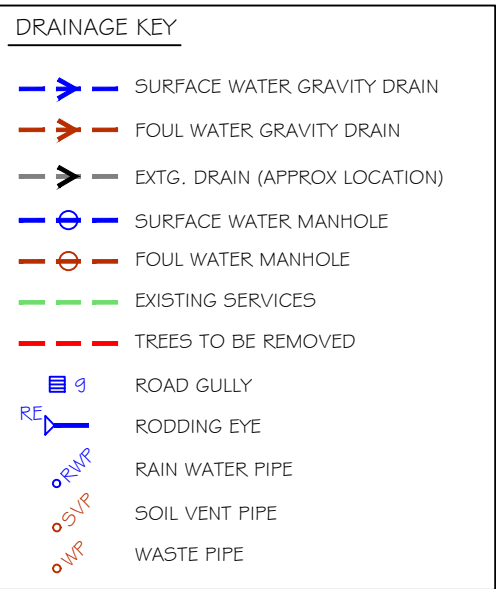 DRAINAGE KEY
SURFACE WATER GRAVITY DRAIN
FOUL WATER GRAVITY DRAIN
EXTG. DRAIN (APPROX LOCATION)
SURFACE WATER MANHOLE
FOUL WATER MANHOLE
EXISTING SERVICES
TREES TO BE REMOVED
g ROAD GULLY
RE RODDING EYE
RWP RAIN WATER PIPE
SVP SOIL VENT PIPE
WP WASTE PIPE